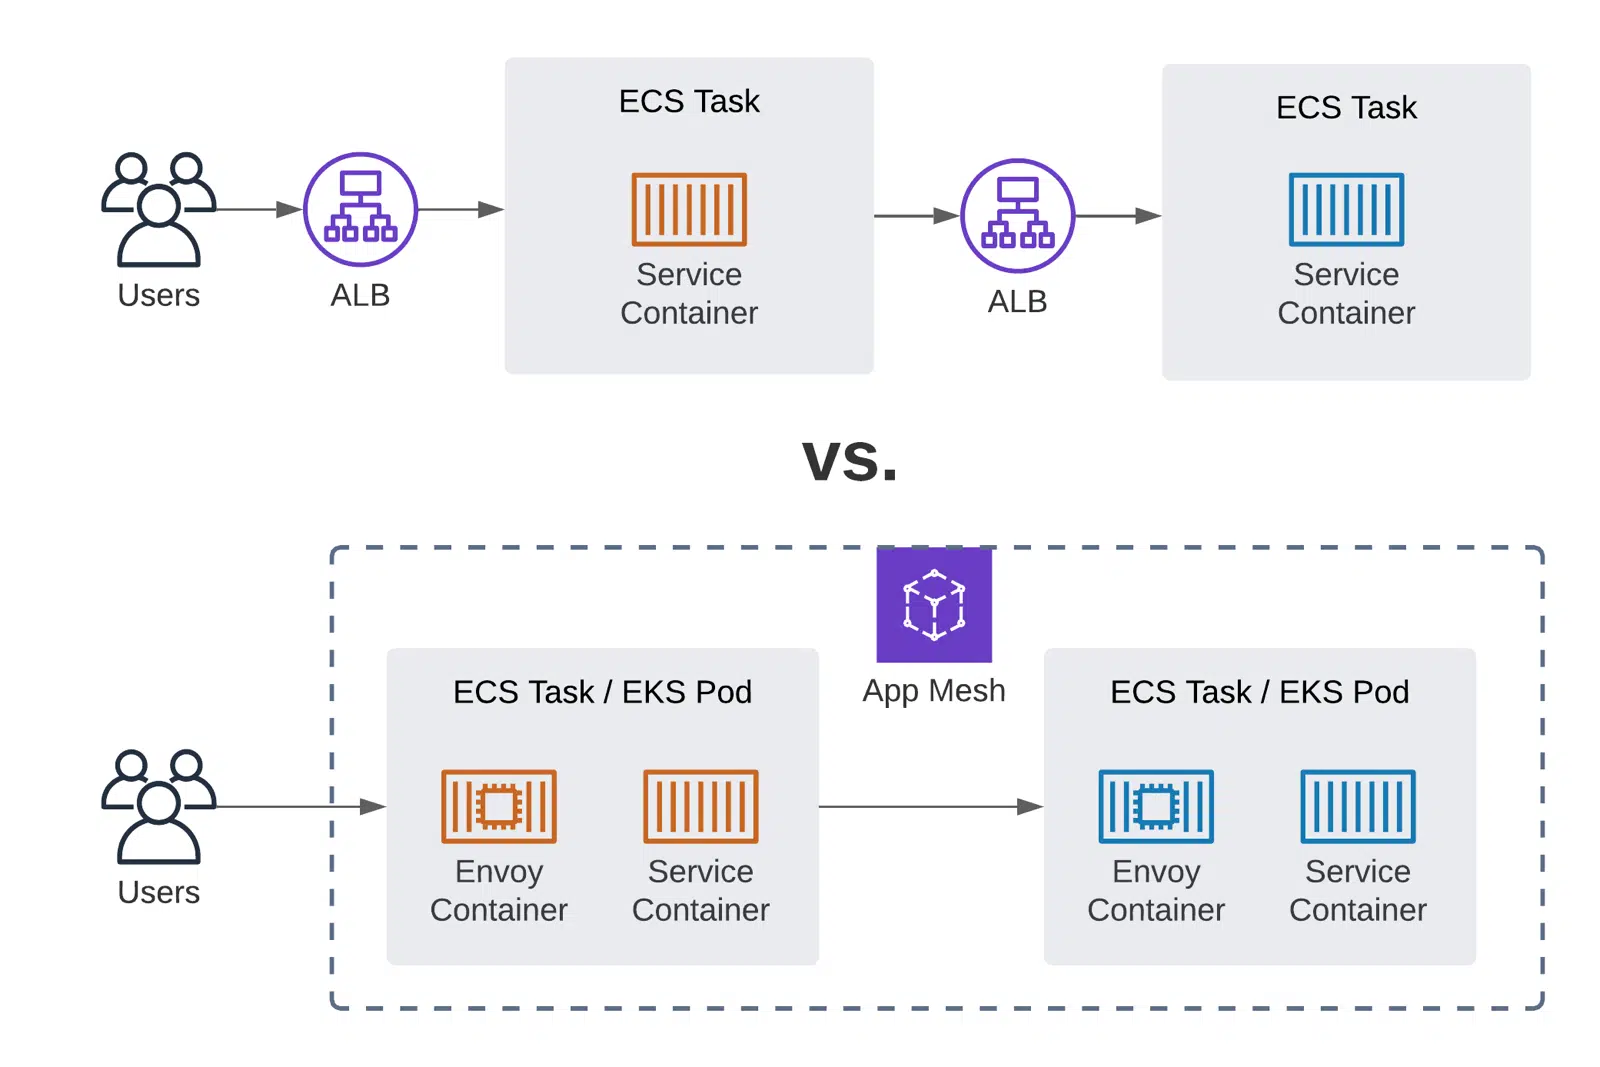 ECS Task
ECS Task
Service
Container
Service
Container
Users
ALB
ALB
vs.
App Mesh
ECS Task / EKS Pod
ECS Task / EKS Pod
Envoy
Container
Service
Container
Envoy
Container
Service
Container
Users